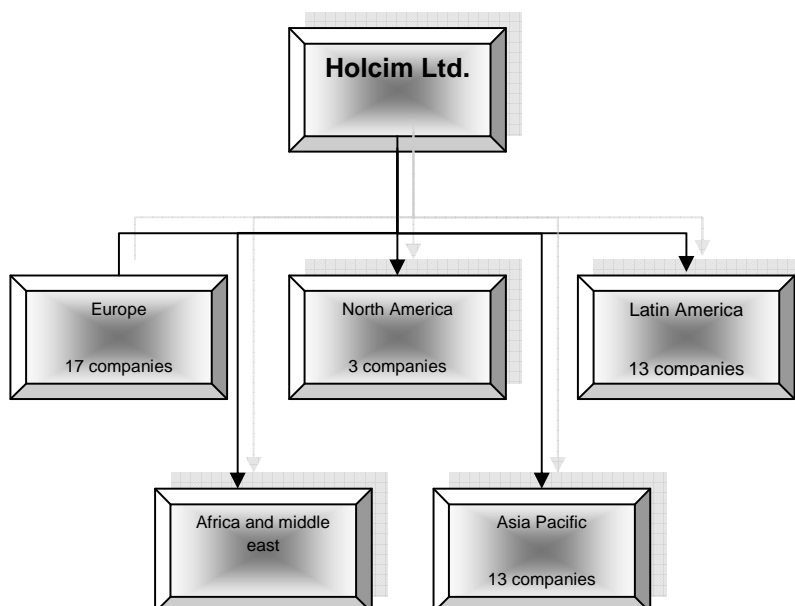 Holcim Ltd.
Europe
17 companies
North America
3 companies
Latin America
13 companies
Africa and middle
east
Asia Pacific
13 companies